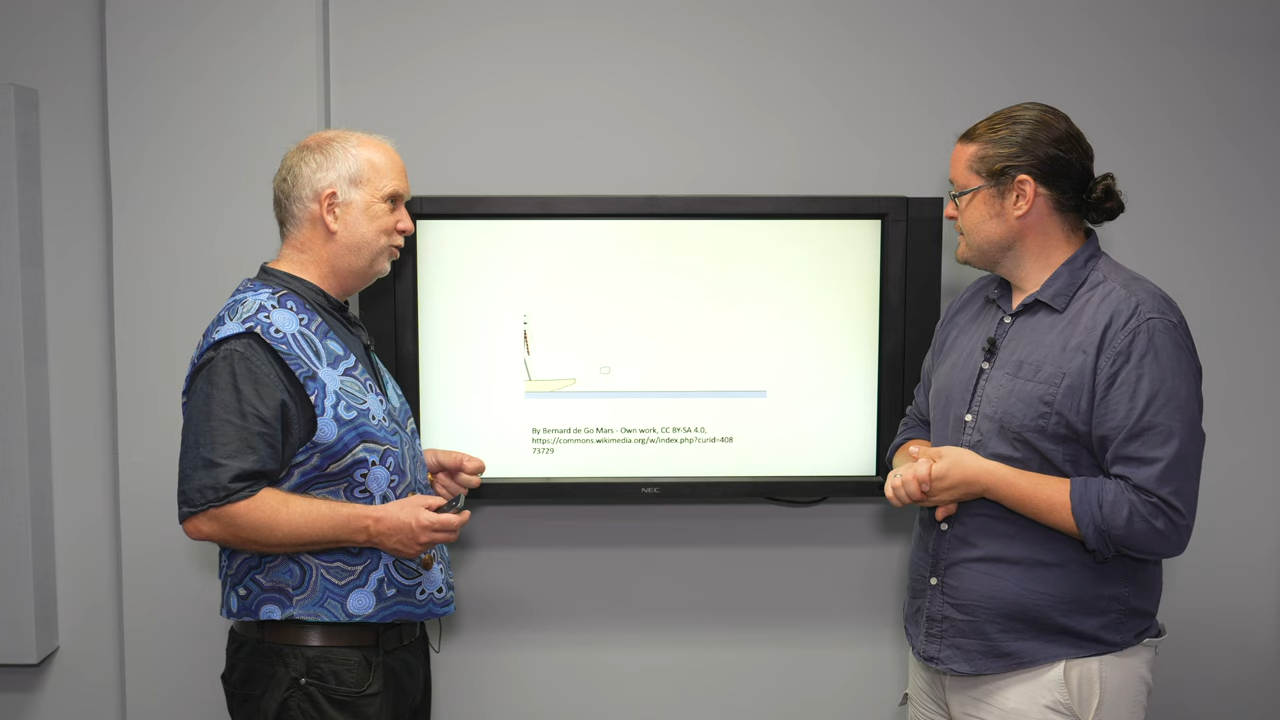 By Bernard de Go Mars - Own work, CC BY-SA 4.0,
https://commons.wikimedia.org/w/index.php?curid=408
73729
NEC